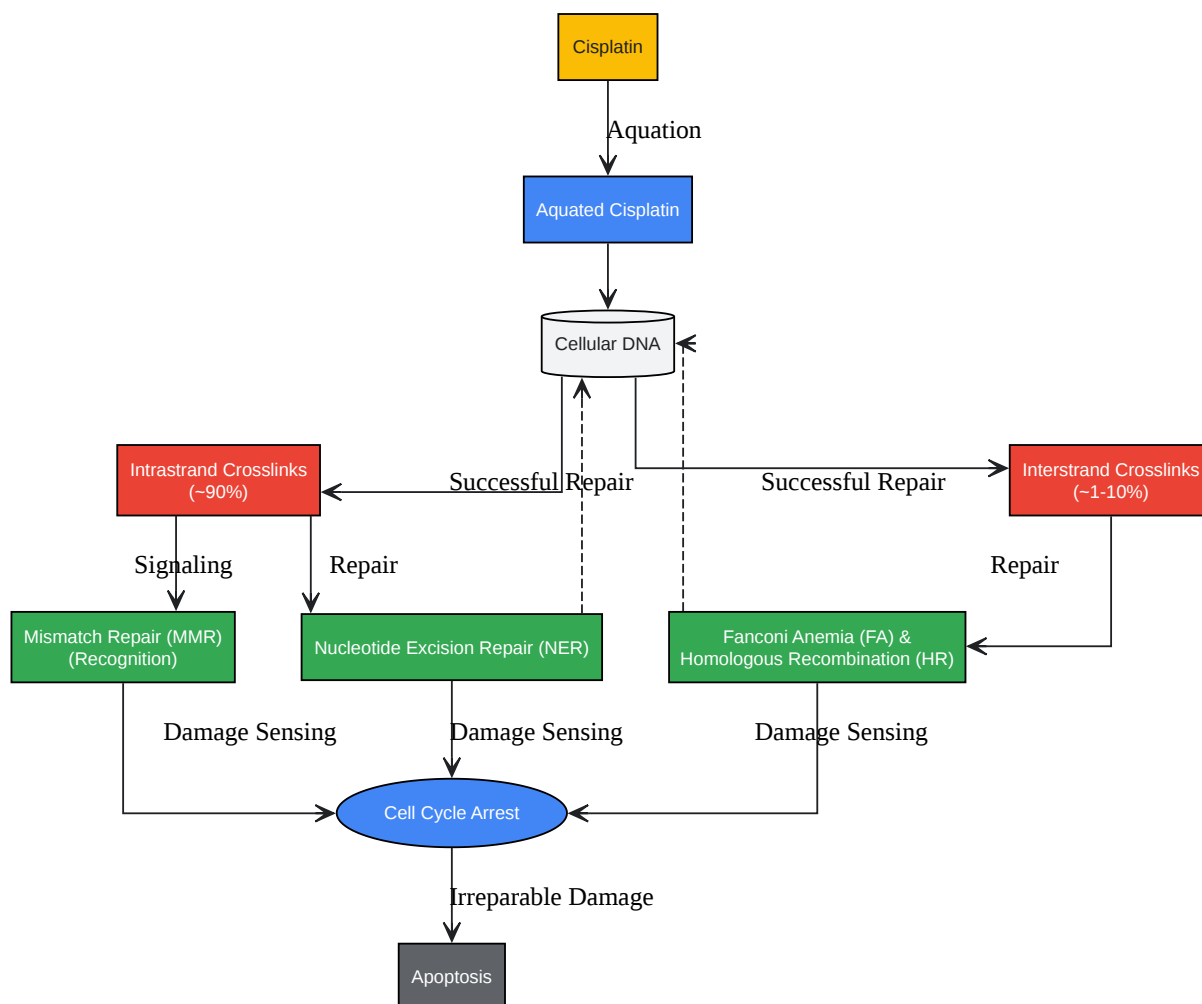 Cisplatin
Aquation
Aquated Cisplatin
Cellular DNA
Intrastrand Crosslinks
(~90%)
Successful Repair
Successful Repair
Interstrand Crosslinks
(~1-10%)
Signaling
Repair
Repair
Mismatch Repair (MMR)
(Recognition)
Nucleotide Excision Repair (NER)
Fanconi Anemia (FA) &
Homologous Recombination (HR)
Damage Sensing
Damage Sensing
Damage Sensing
Cell Cycle Arrest
Irreparable Damage
Apoptosis